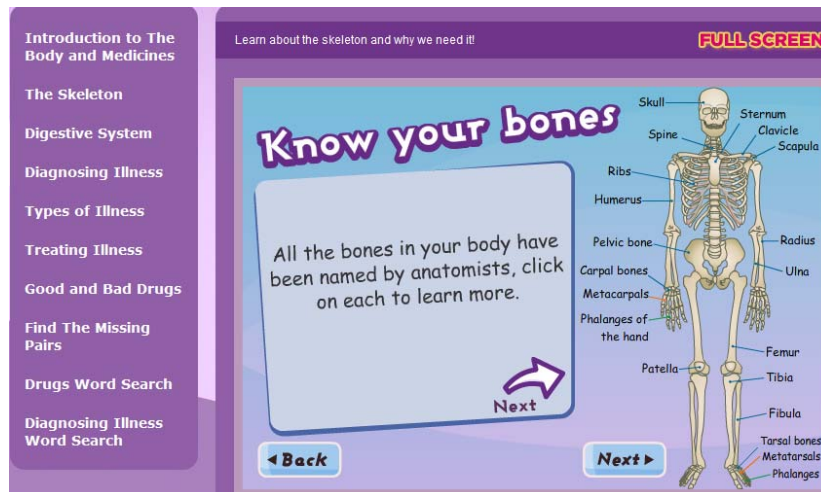 Introduction to The
Body and Medicines
The Skeleton
Digestive System
Diagnosing Illness
Types of Illness
Treating Illness
Good and Bad Drugs
Find The Missing
Pairs
Drugs Word Search
Diagnosing Illness
Word Search
Learn about the skeleton and why we need it!
FULL SCREEN
Know your bones
All the bones in your body have
been named by anatomists, click
on each to learn more.
Next
Back
Next
Skull
Sternum
Spine
Clavicle
Scapula
Ribs
Humerus
Pelvic bone
Radius
Carpal bones
Ulna
Metacarpals
Phalanges of
the hand
Femur
Patella
Tibia
Fibula
Tarsal bones
Metatarsals
Phalanges